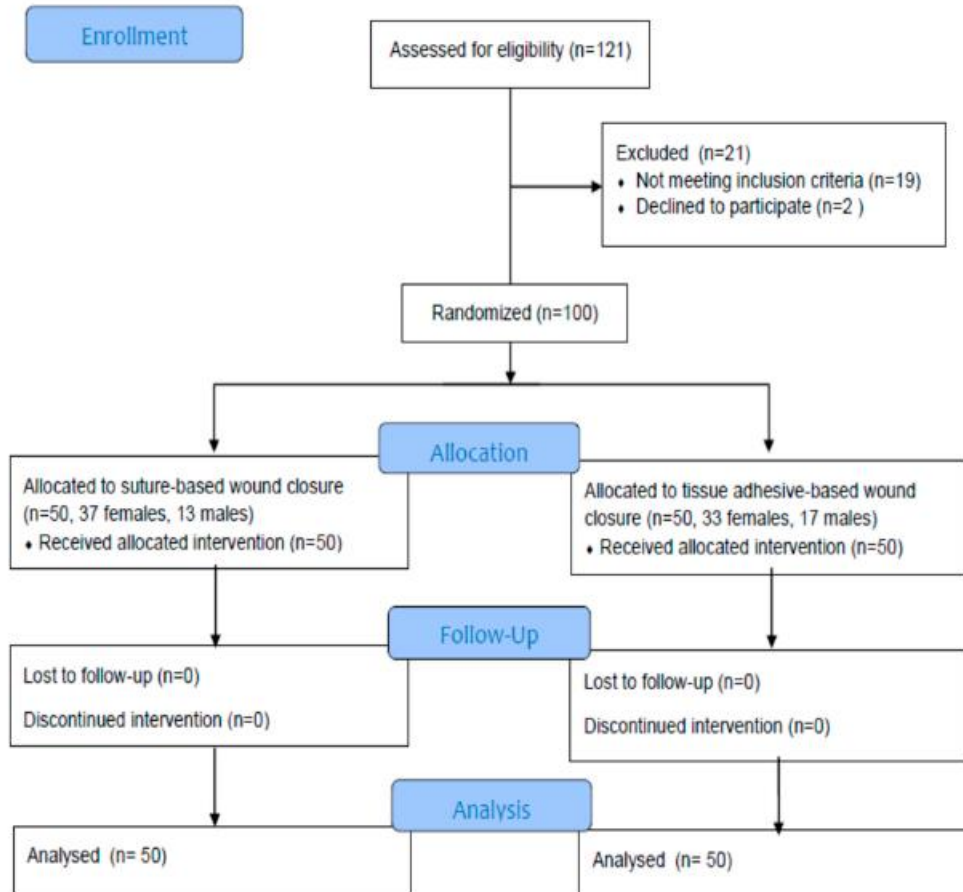 Enrollment
Assessed for eligibility (n=121)
Excluded (n=21)
♦ Not meeting inclusion criteria (n=19)
♦ Declined to participate (n=2 )
Randomized (n=100)
Allocation
Allocated to suture-based wound closure
(n=50, 37 females, 13 males)
♦ Received allocated intervention (n=50)
Allocated to tissue adhesive-based wound
closure (n=50, 33 females, 17 males)
♦ Received allocated intervention (n=50)
Follow-Up
Lost to follow-up (n=0)
Discontinued intervention (n=0)
Lost to follow-up (n=0)
Discontinued intervention (n=0)
Analysis
Analysed (n= 50)
Analysed (n= 50)